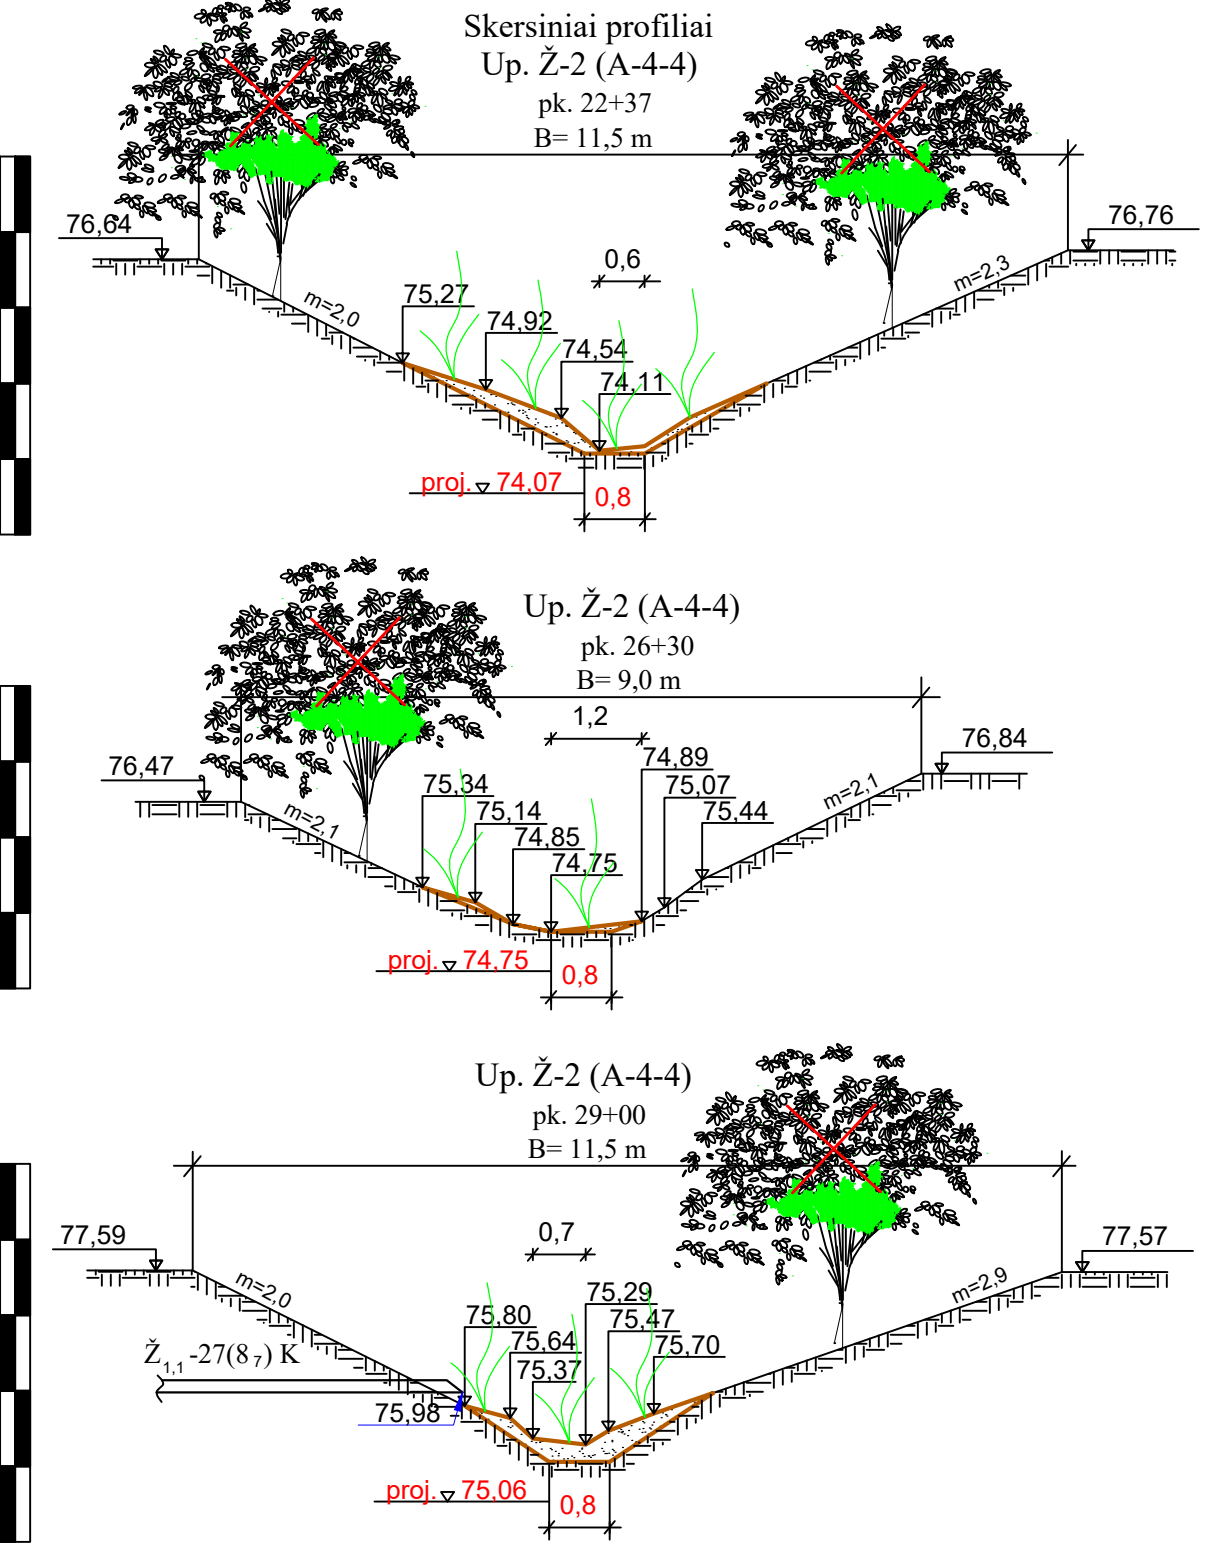 Skersiniai profiliai
Up. Ž-2 (A-4-4)
pk. 22+37
B= 11,5 m
76,64
76,76
0,6
m=2,0
m=2,3
75,27
74,92
74,54
74,11
proj. 74,07
0,8
Up. Ž-2 (A-4-4)
pk. 26+30
B= 9,0 m
1,2
76,47
76,84
74,89
75,34
75,07
75,14
75,44
m=2,1
m=2,1
74,85
74,75
proj. 74,75
0,8
Up. Ž-2 (A-4-4)
pk. 29+00
B= 11,5 m
77,59
0,7
77,57
m=2,0
m=2,9
75,29
75,80
75,47
75,64
75,70
75,37
Ž1,1-27(87) K
75,98
proj. 75,06
0,8